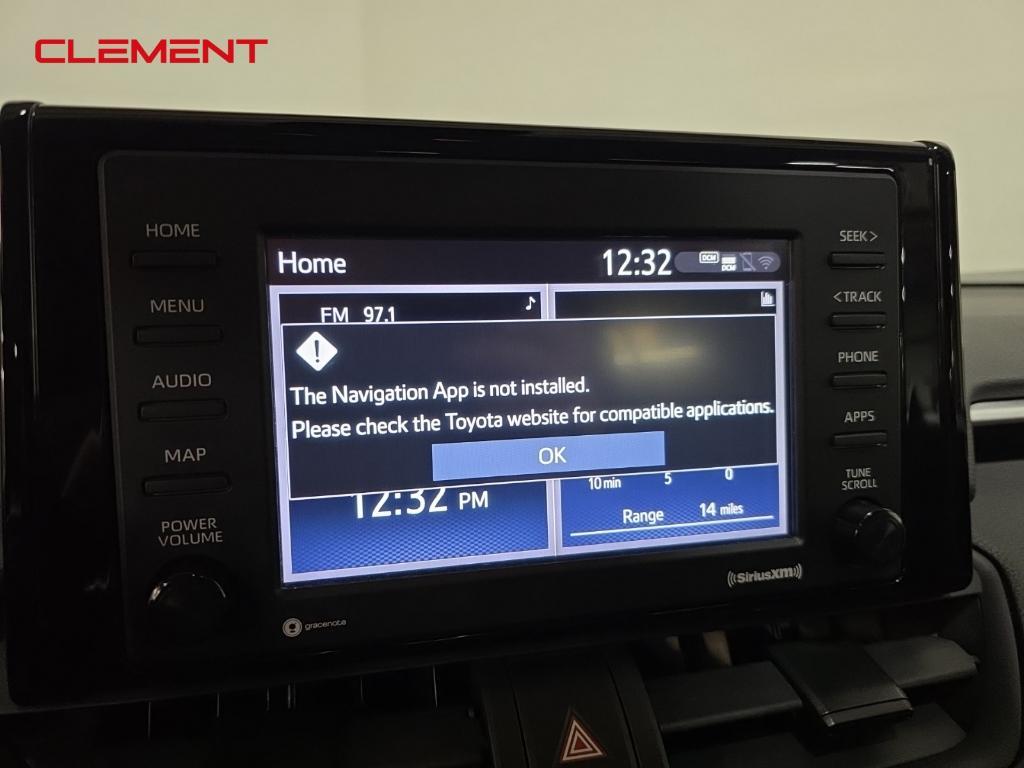 CLEMENT
HOME
MENU
AUDIO
MAP
POWER
VOLUME
Home
12:32
DCM
DCM
FM 97.1
The Navigation App is not installed.
Please check the Toyota website for compatible applications.
OK
12:32 PM
10 min 5 0
Range 14 miles
SEEK>
<TRACK
PHONE
APPS
TUNE
SCROLL
gracenote
((SiriusXM))